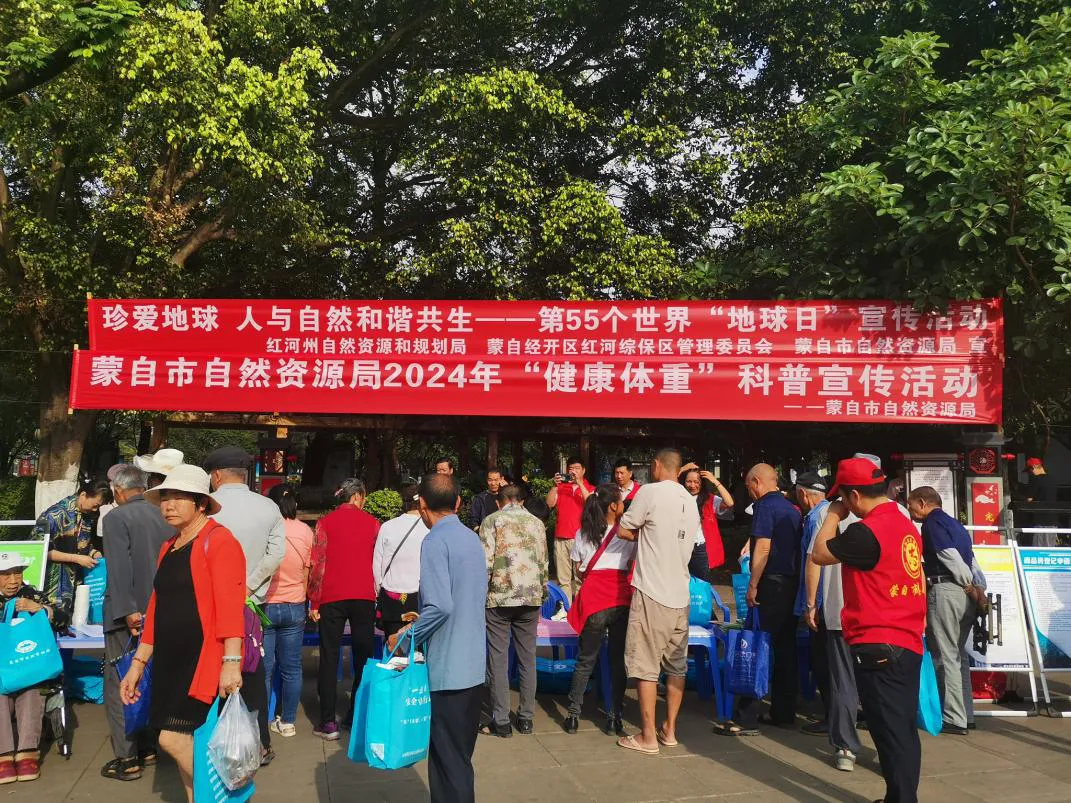 珍爱地球 人与自然和谐共生——第55个世界“地球日”宣传活动
红河州自然资源和规划局 蒙自经开区红河综保区管理委员会 蒙自市自然资源局 宣
蒙自市自然资源局2024年“健康体重”科普宣传活动
——蒙自市自然资源局